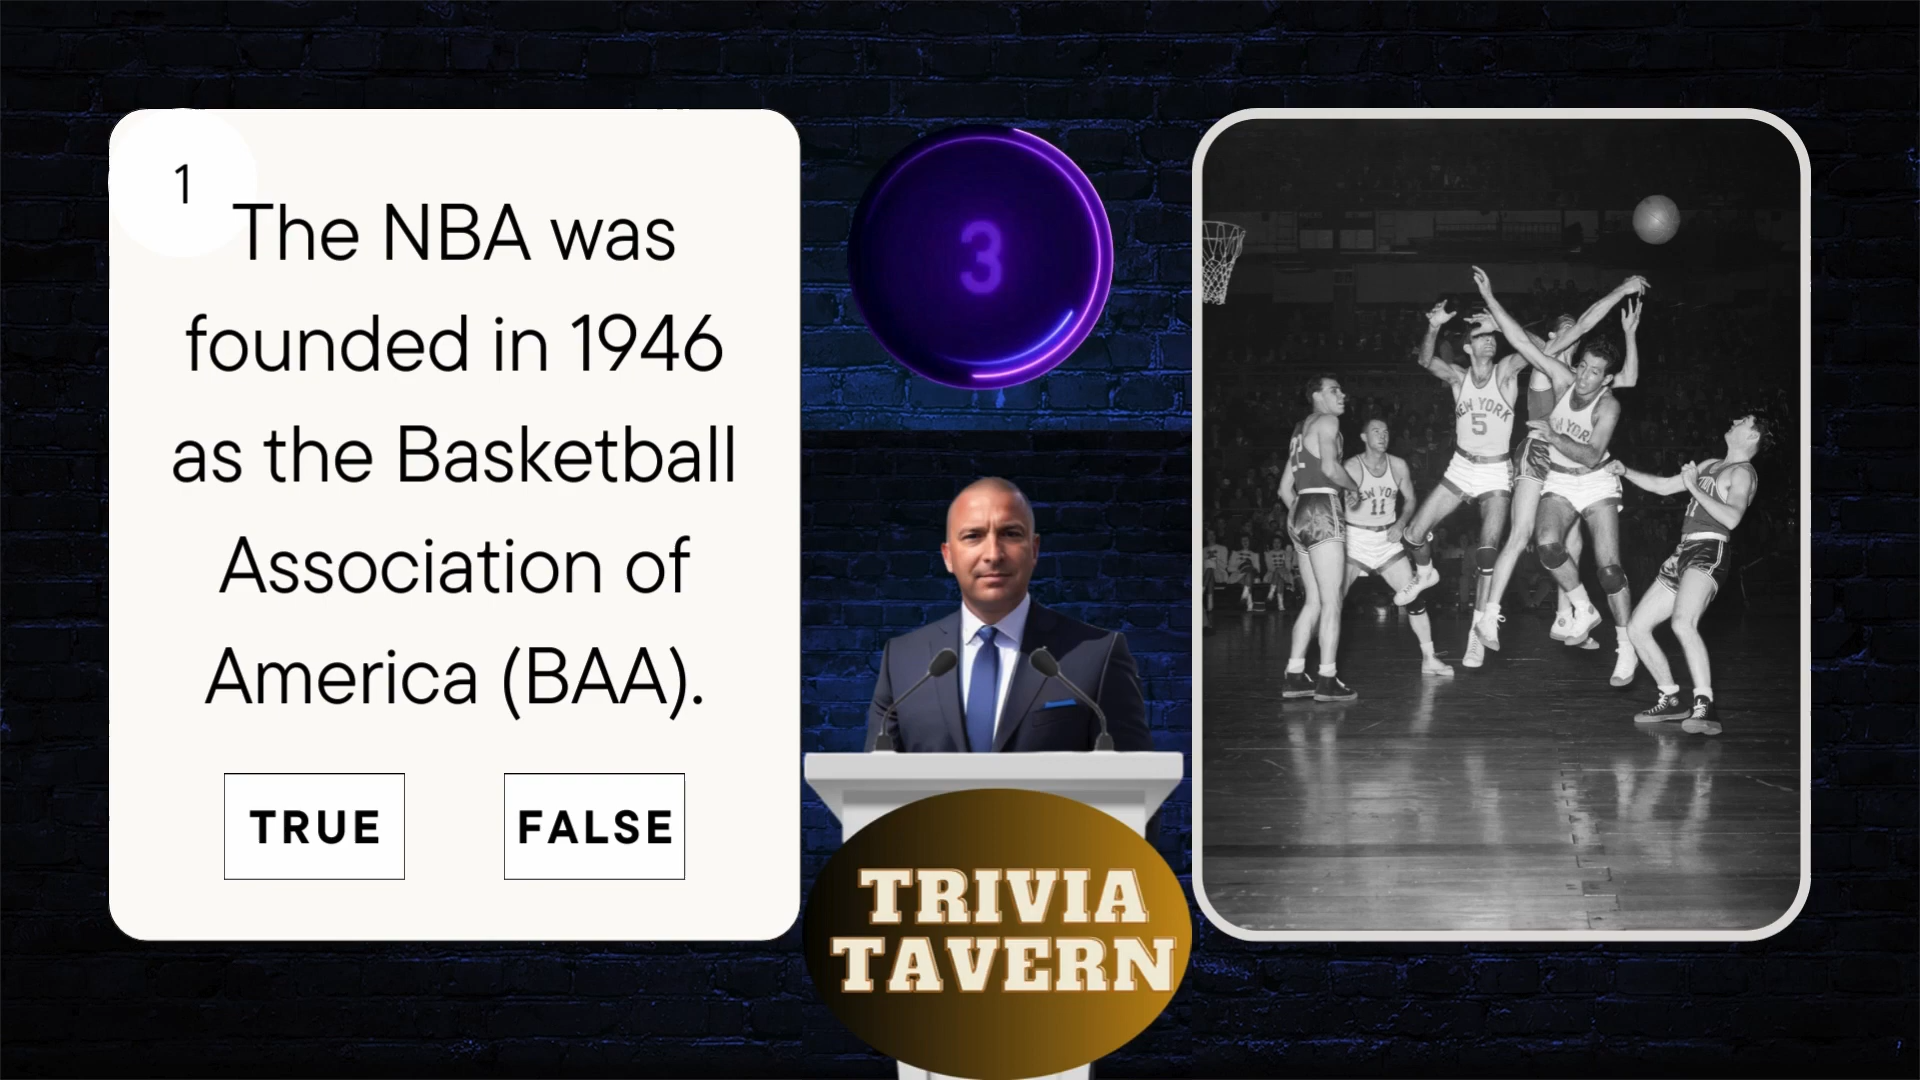 1
The NBA was
founded in 1946
as the Basketball
Association of
America (BAA).
TRUE
FALSE
3
TRIVIA
TAVERN
NEW YORK
5
11